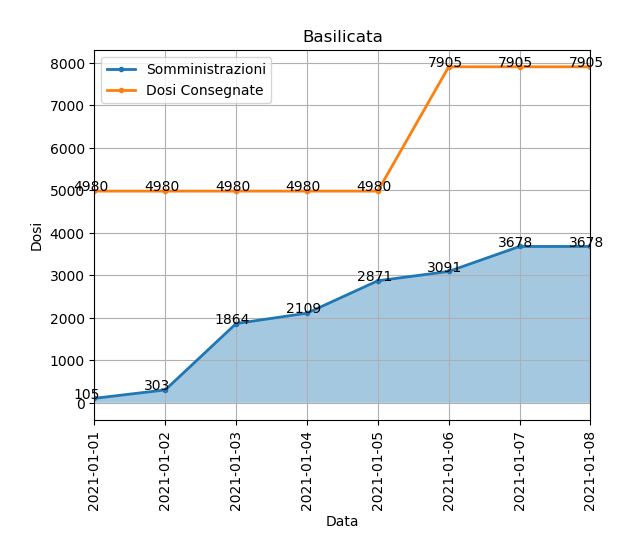 Basilicata
Somministrazioni
Dosi Consegnate
8000
7000
6000
5000
4000
3000
2000
1000
0
Dosi
4980 4980 4980 4980 4980 7905 7905 7905
105 303 1864 2109 2871 3091 3678 3678
2021-01-01
2021-01-02
2021-01-03
2021-01-04
2021-01-05
2021-01-06
2021-01-07
2021-01-08
Data